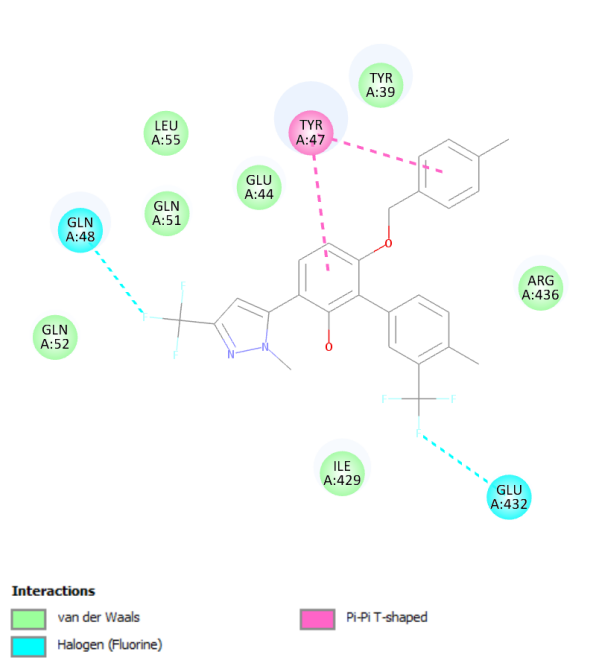 TYR
A:39
LEU
A:55
TYR
A:47
GLU
A:44
GLN
A:51
GLN
A:48
ARG
A:436
GLN
A:52
O
F
F
F
N
N
O
F
F
F
ILE
A:429
GLU
A:432
Interactions
van der Waals
Pi-Pi T-shaped
Halogen (Fluorine)